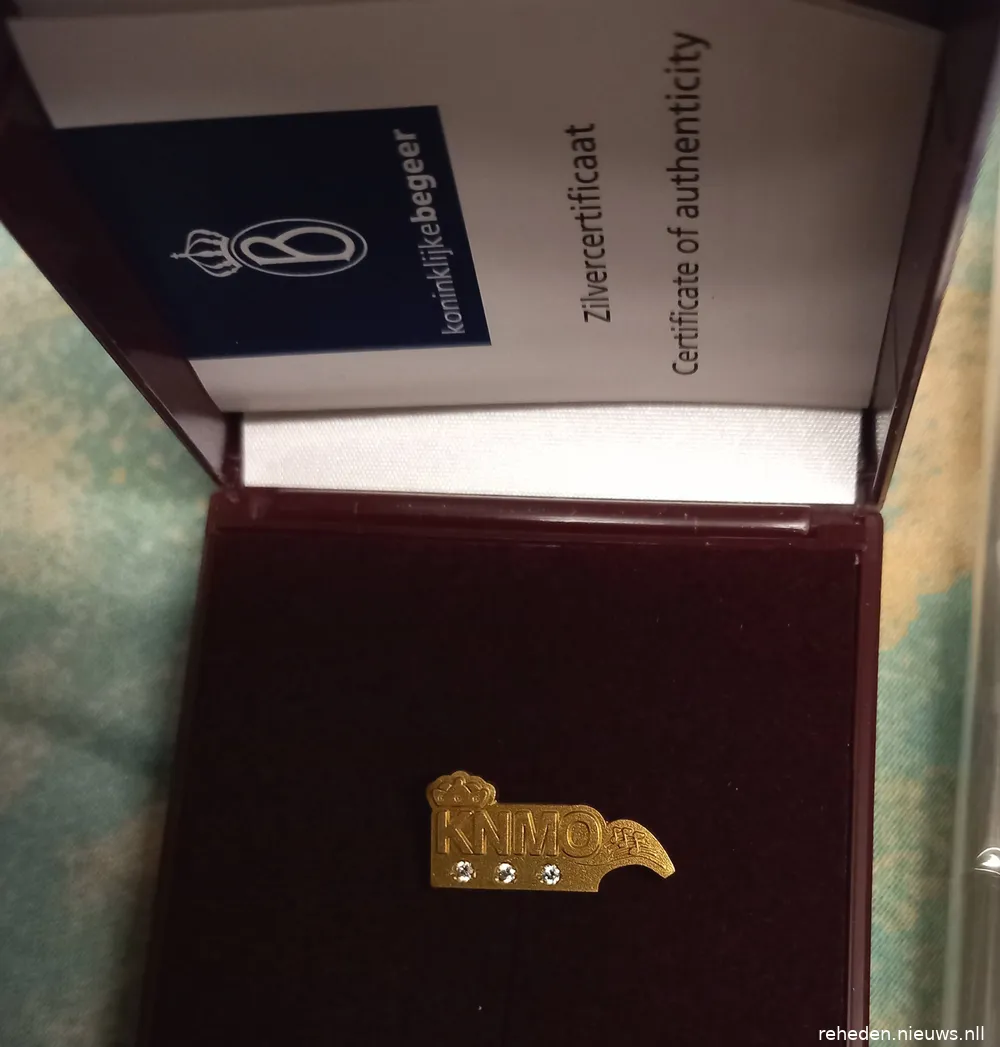 koninklijkebegeer
Zilvercertificaat
Certificate of authenticity
KNMO
reheden.nieuws.nll